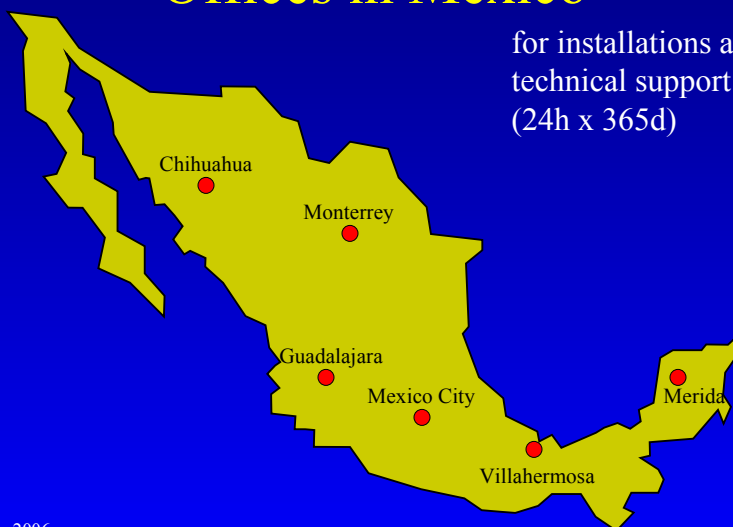 Offices in Mexico
for installations a
technical support
(24h x 365d)
Chihuahua
Monterrey
Guadalajara
Mexico City
Merida
Villahermosa
2006